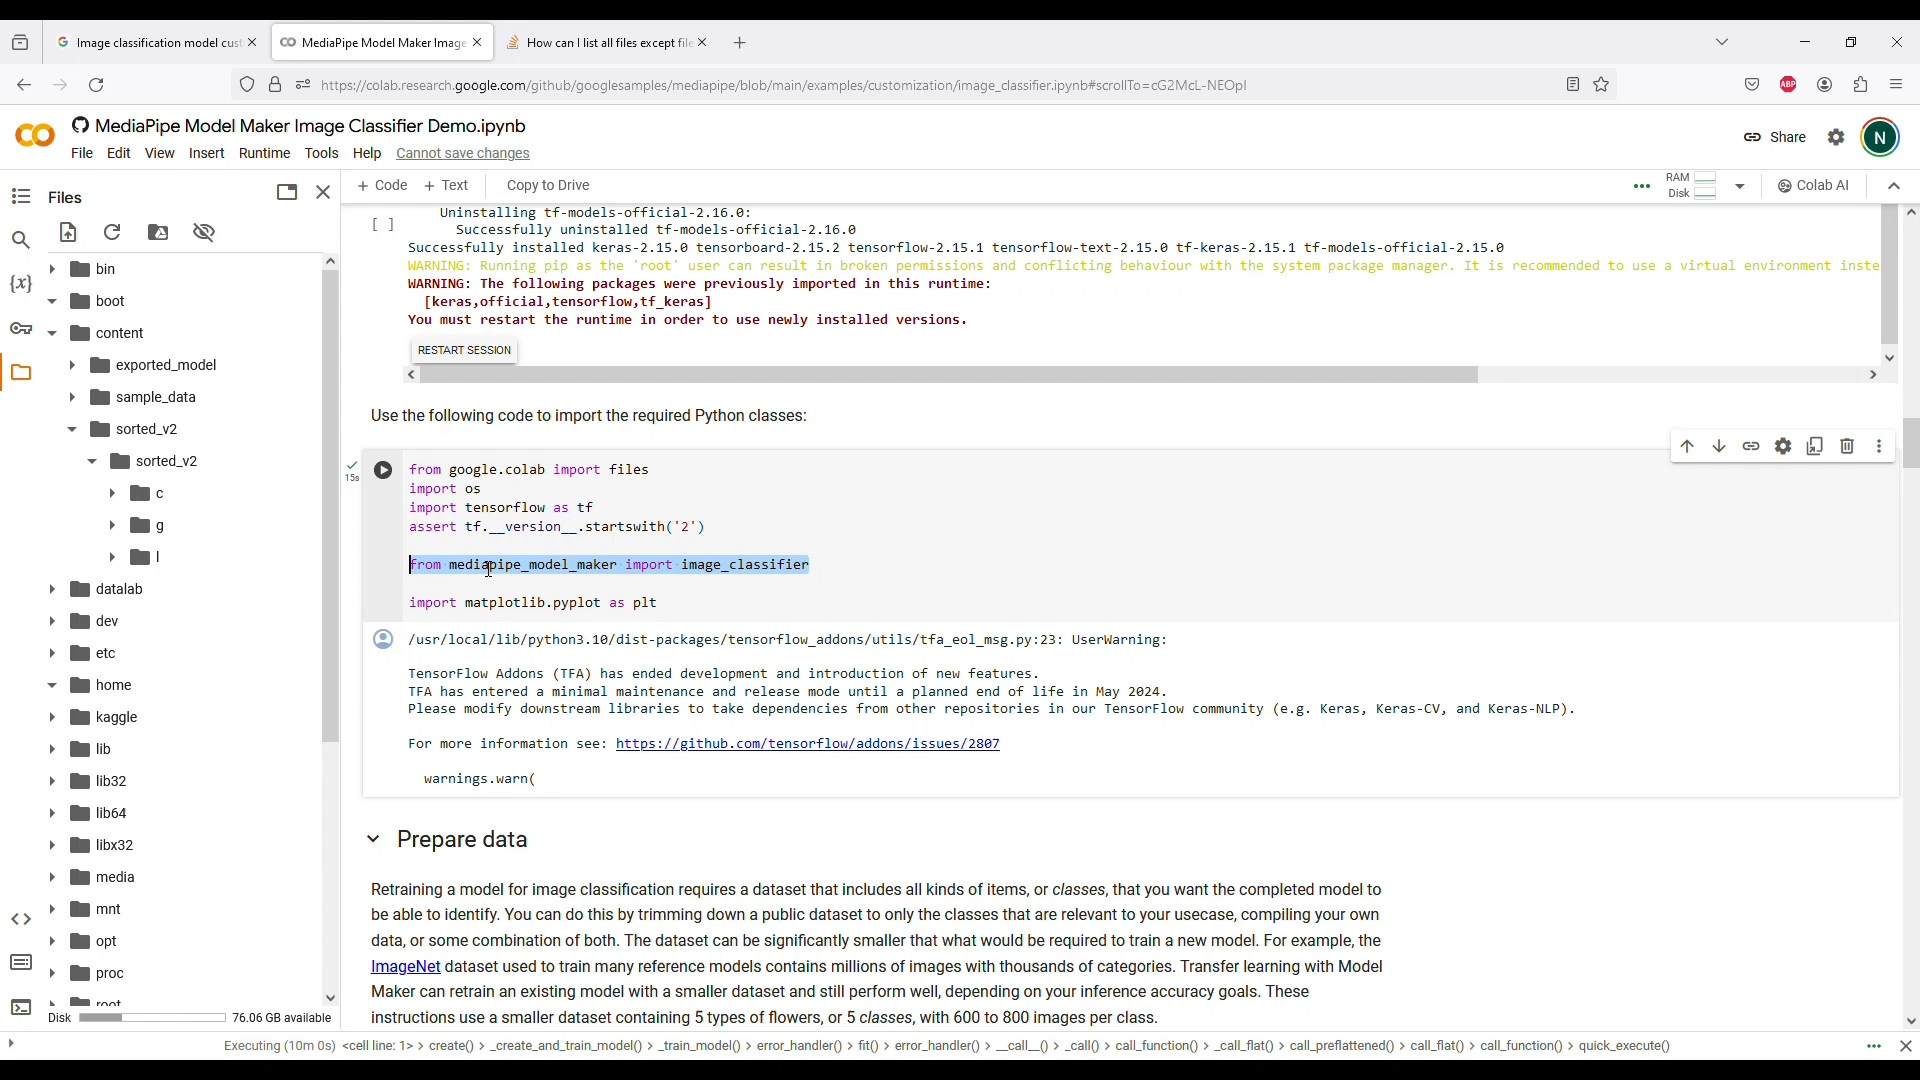 Image classification model cust
MediaPipe Model Maker Image
How can I list all files except file
https://colab.research.google.com/github/googlesamples/mediapipe/blob/main/examples/customization/image_classifier.ipynb#scrollTo=cG2McL-NEOpI
ABP
MediaPipe Model Maker Image Classifier Demo.ipynb
Share
N
File Edit View Insert Runtime Tools Help Cannot save changes
Files
+ Code + Text Copy to Drive
RAM
Disk
Colab AI
bin
boot
content
exported_model
sample_data
sorted_v2
sorted_v2
c
g
l
datalab
dev
etc
home
kaggle
lib
lib32
lib64
libx32
media
mnt
opt
proc
root
Disk 76.06 GB available
[ ]
Uninstalling tf-models-official-2.16.0:
Successfully uninstalled tf-models-official-2.16.0
Successfully installed keras-2.15.0 tensorboard-2.15.2 tensorflow-2.15.1 tensorflow-text-2.15.0 tf-keras-2.15.1 tf-models-official-2.15.0
WARNING: Running pip as the 'root' user can result in broken permissions and conflicting behaviour with the system package manager. It is recommended to use a virtual environment inste
WARNING: The following packages were previously imported in this runtime:
[keras,official,tensorflow,tf_keras]
You must restart the runtime in order to use newly installed versions.
RESTART SESSION
Use the following code to import the required Python classes:
15s
from google.colab import files
import os
import tensorflow as tf
assert tf.__version__.startswith('2')
from mediapipe_model_maker import image_classifier
import matplotlib.pyplot as plt
/usr/local/lib/python3.10/dist-packages/tensorflow_addons/utils/tfa_eol_msg.py:23: UserWarning:
TensorFlow Addons (TFA) has ended development and introduction of new features.
TFA has entered a minimal maintenance and release mode until a planned end of life in May 2024.
Please modify downstream libraries to take dependencies from other repositories in our TensorFlow community (e.g. Keras, Keras-CV, and Keras-NLP).
For more information see: https://github.com/tensorflow/addons/issues/2807
warnings.warn(
Prepare data
Retraining a model for image classification requires a dataset that includes all kinds of items, or classes, that you want the completed model to
be able to identify. You can do this by trimming down a public dataset to only the classes that are relevant to your usecase, compiling your own
data, or some combination of both. The dataset can be significantly smaller that what would be required to train a new model. For example, the
ImageNet dataset used to train many reference models contains millions of images with thousands of categories. Transfer learning with Model
Maker can retrain an existing model with a smaller dataset and still perform well, depending on your inference accuracy goals. These
instructions use a smaller dataset containing 5 types of flowers, or 5 classes, with 600 to 800 images per class.
Executing (10m 0s) <cell line: 1> > create() > _create_and_train_model() > _train_model() > error_handler() > fit() > error_handler() > __call__() > _call() > call_function() > _call_flat() > call_preflattened() > call_flat() > call_function() > quick_execute()